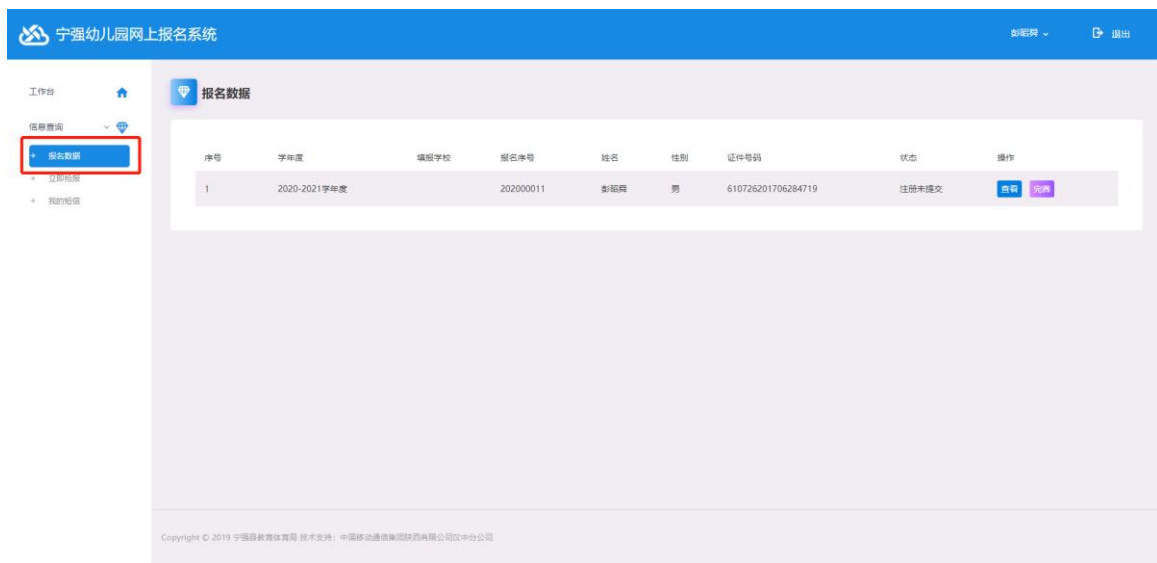 宁强幼儿园网上报名系统
彭昭舜
退出
工作台
信息查询
报名数据
立即抢报
我的短信
报名数据
序号 学年度 填报学校 报名序号 姓名 性别 证件号码 状态 操作
1 2020-2021学年度 202000011 彭昭舜 男 610726201706284719 注册未提交 查看 完善
Copyright © 2019 宁强县教育体育局 技术支持：中国移动通信集团陕西有限公司汉中分公司